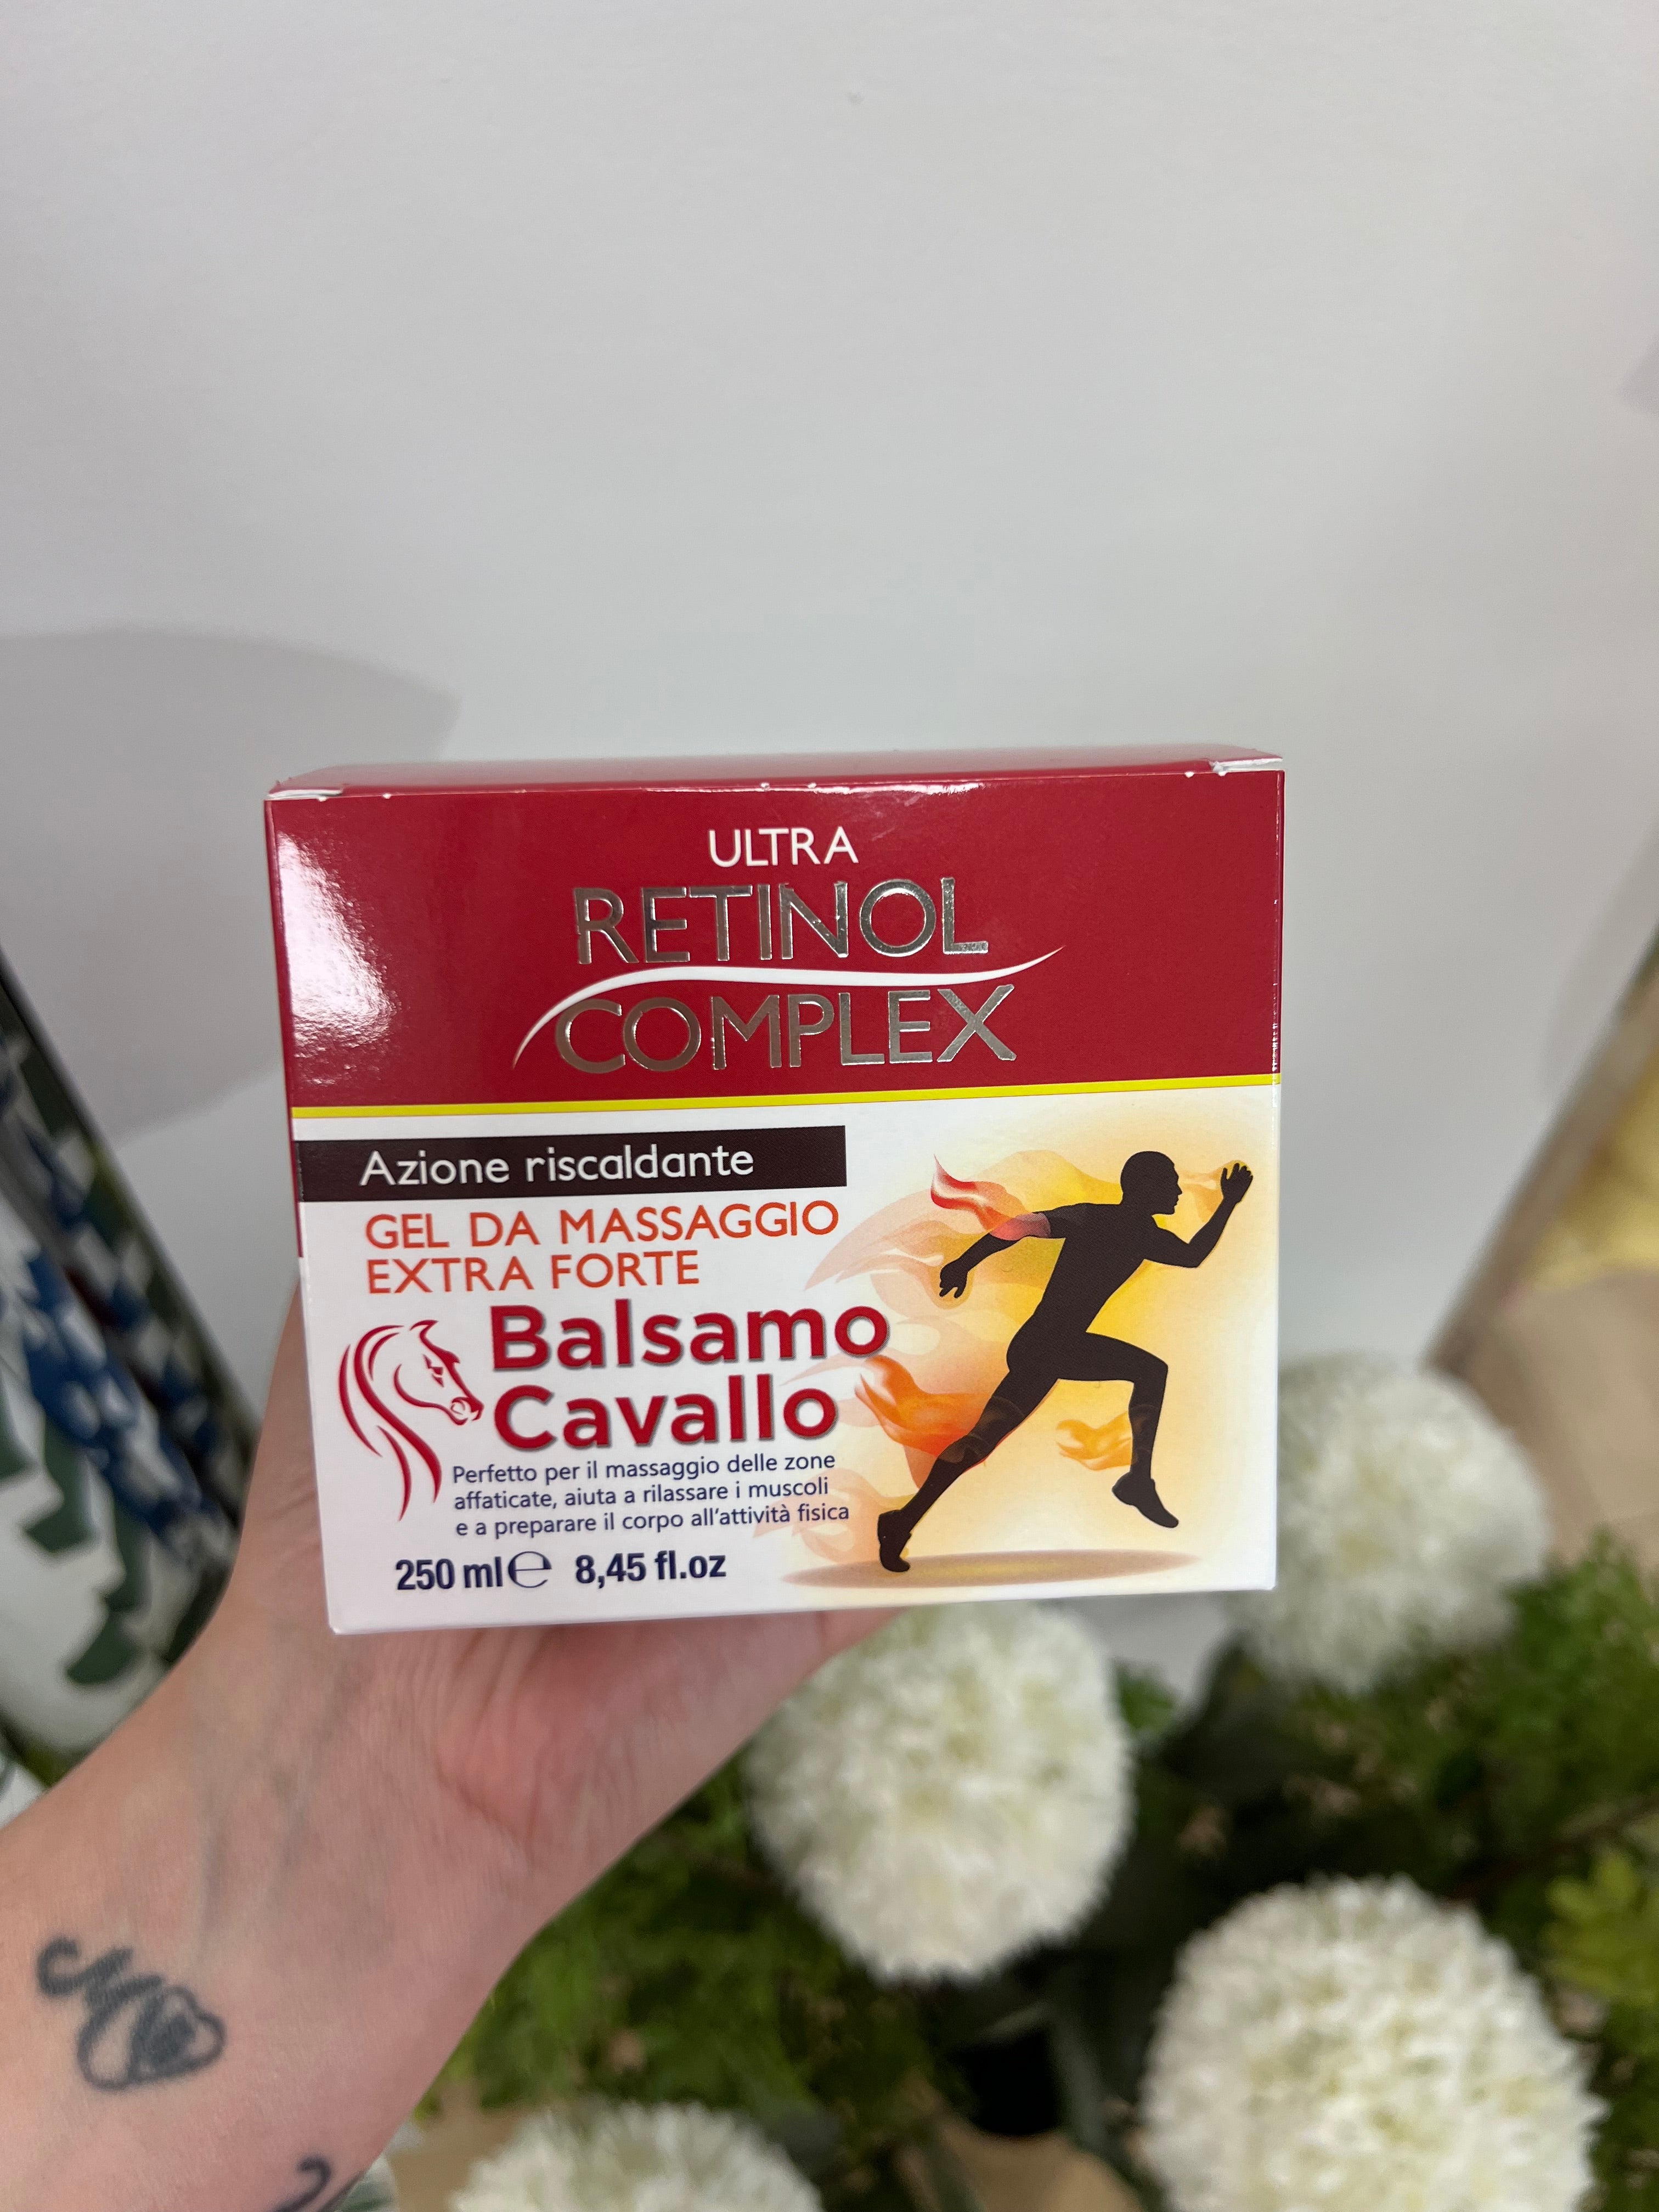 ULTRA
RETINOL
COMPLEX
Azione riscaldante
GEL DA MASSAGGIO
EXTRA FORTE
Balsamo
Cavallo
Perfetto per il massaggio delle zone
affaticate, aiuta a rilassare i muscoli
e a preparare il corpo all'attività fisica
250 ml ℮ 8,45 fl.oz